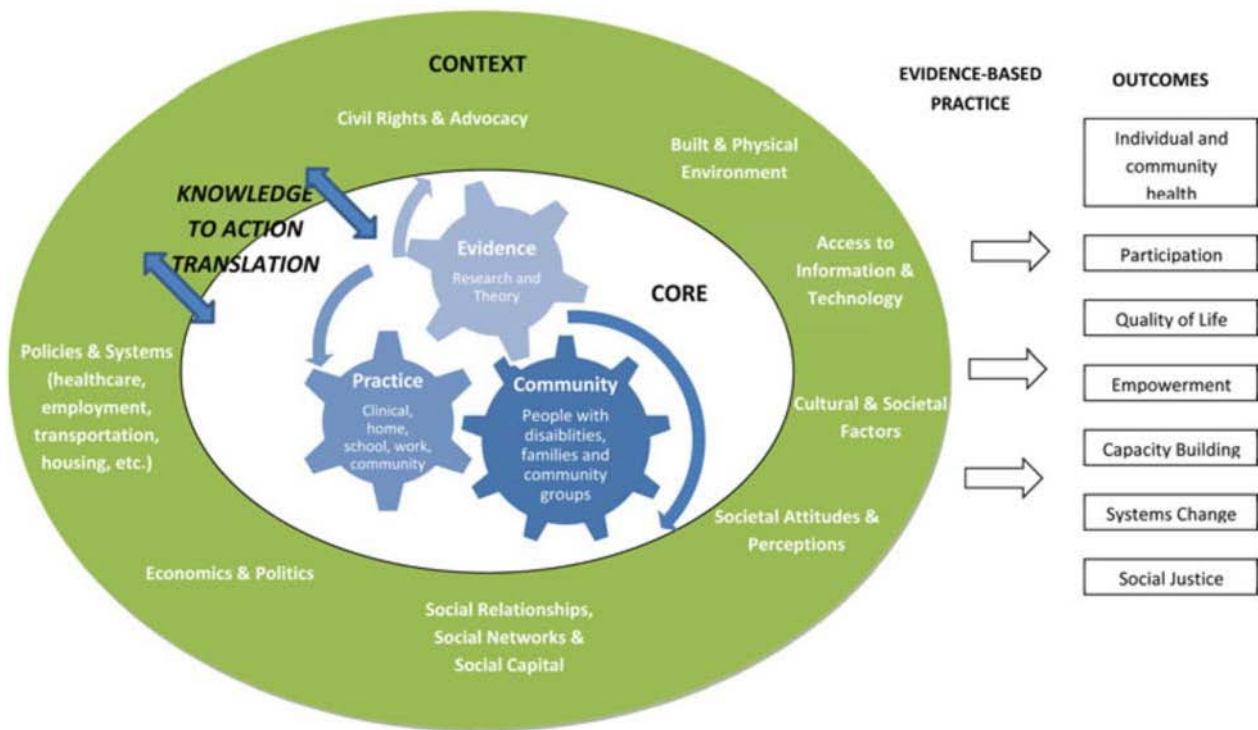 CONTEXT
Civil Rights & Advocacy
Built & Physical
Environment
KNOWLEDGE
TO ACTION
TRANSLATION
Evidence
Research and
Theory
CORE
Access to
Information &
Technology
Policies & Systems
(healthcare,
employment,
transportation,
housing, etc.)
Practice
Clinical,
home,
school, work,
community
Community
People with
disaiblities,
families and
community
groups
Cultural & Societal
Factors
Societal Attitudes &
Perceptions
Economics & Politics
Social Relationships,
Social Networks &
Social Capital
EVIDENCE-BASED
PRACTICE
OUTCOMES
Individual and
community
health
Participation
Quality of Life
Empowerment
Capacity Building
Systems Change
Social Justice